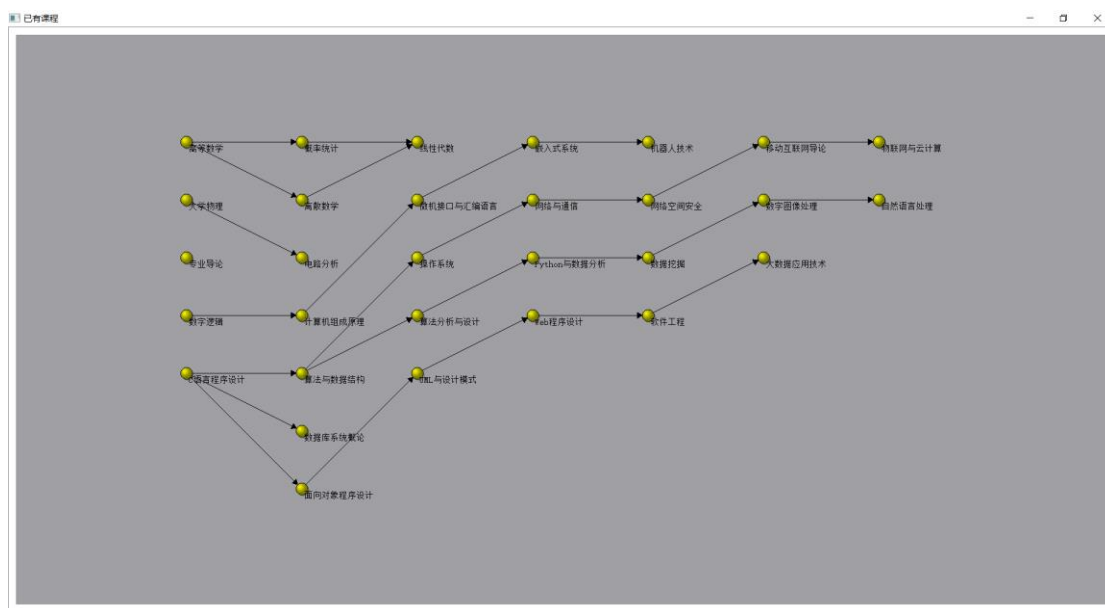 已有课程
高等数学
概率统计
线性代数
嵌入式系统
机器人技术
移动互联网导论
物联网与云计算
大学物理
离散数学
微机接口与汇编语言
网络与通信
网络空间安全
数字图像处理
自然语言处理
专业导论
电路分析
操作系统
Python与数据分析
数据挖掘
大数据应用技术
数字逻辑
计算机组成原理
算法分析与设计
Web程序设计
软件工程
C语言程序设计
算法与数据结构
UML与设计模式
数据库系统概论
面向对象程序设计